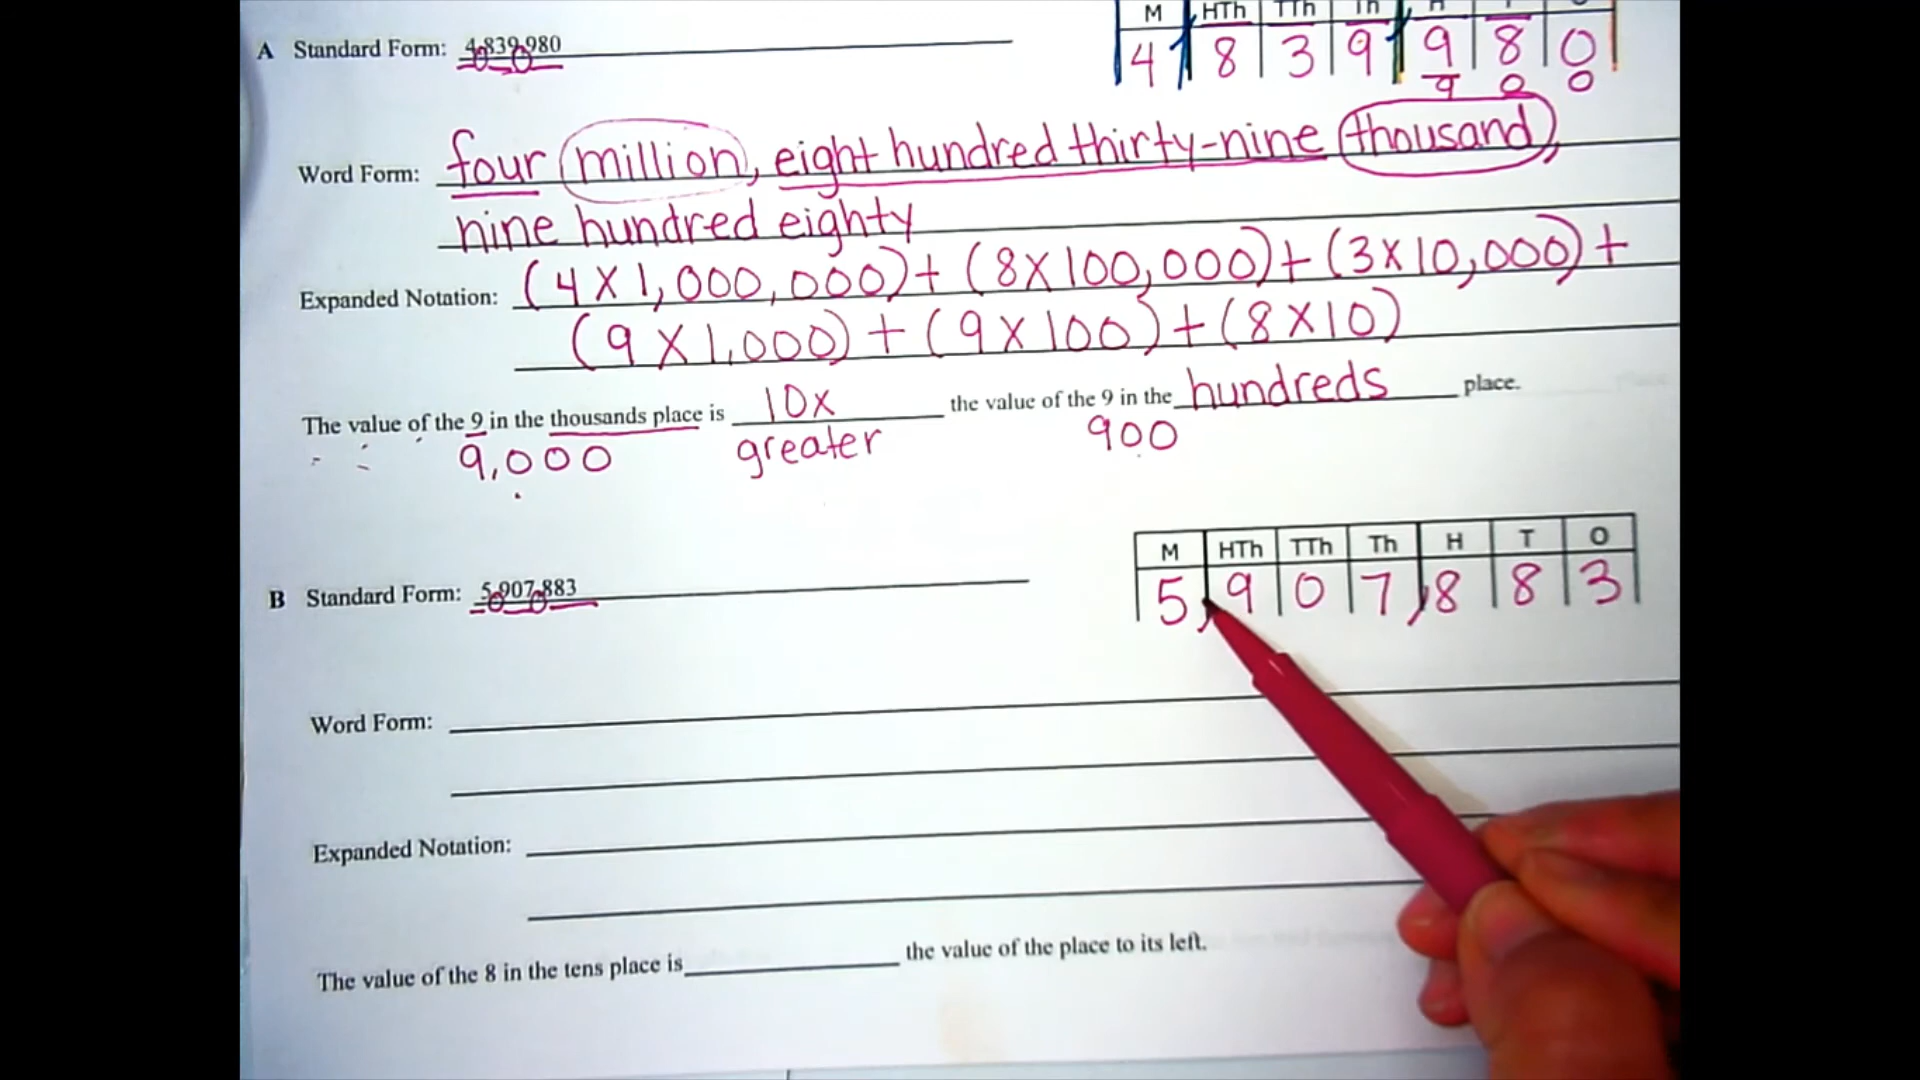 M HTh TTh Th H T
A Standard Form: 4,839,980
4, 8 3 9, 9 8 0
9 0 0
Word Form: four million, eight hundred thirty-nine thousand,
nine hundred eighty
Expanded Notation: (4 X 1,000,000) + (8 X 100,000) + (3 X 10,000) +
(9 X 1,000) + (9 X 100) + (8 X 10)
The value of the 9 in the thousands place is 10x the value of the 9 in the hundreds place.
9,000 greater 900
M HTh TTh Th H T O
B Standard Form: 5,907,883
5, 9 0 7, 8 8 3
Word Form:
Expanded Notation:
The value of the 8 in the tens place is the value of the place to its left.